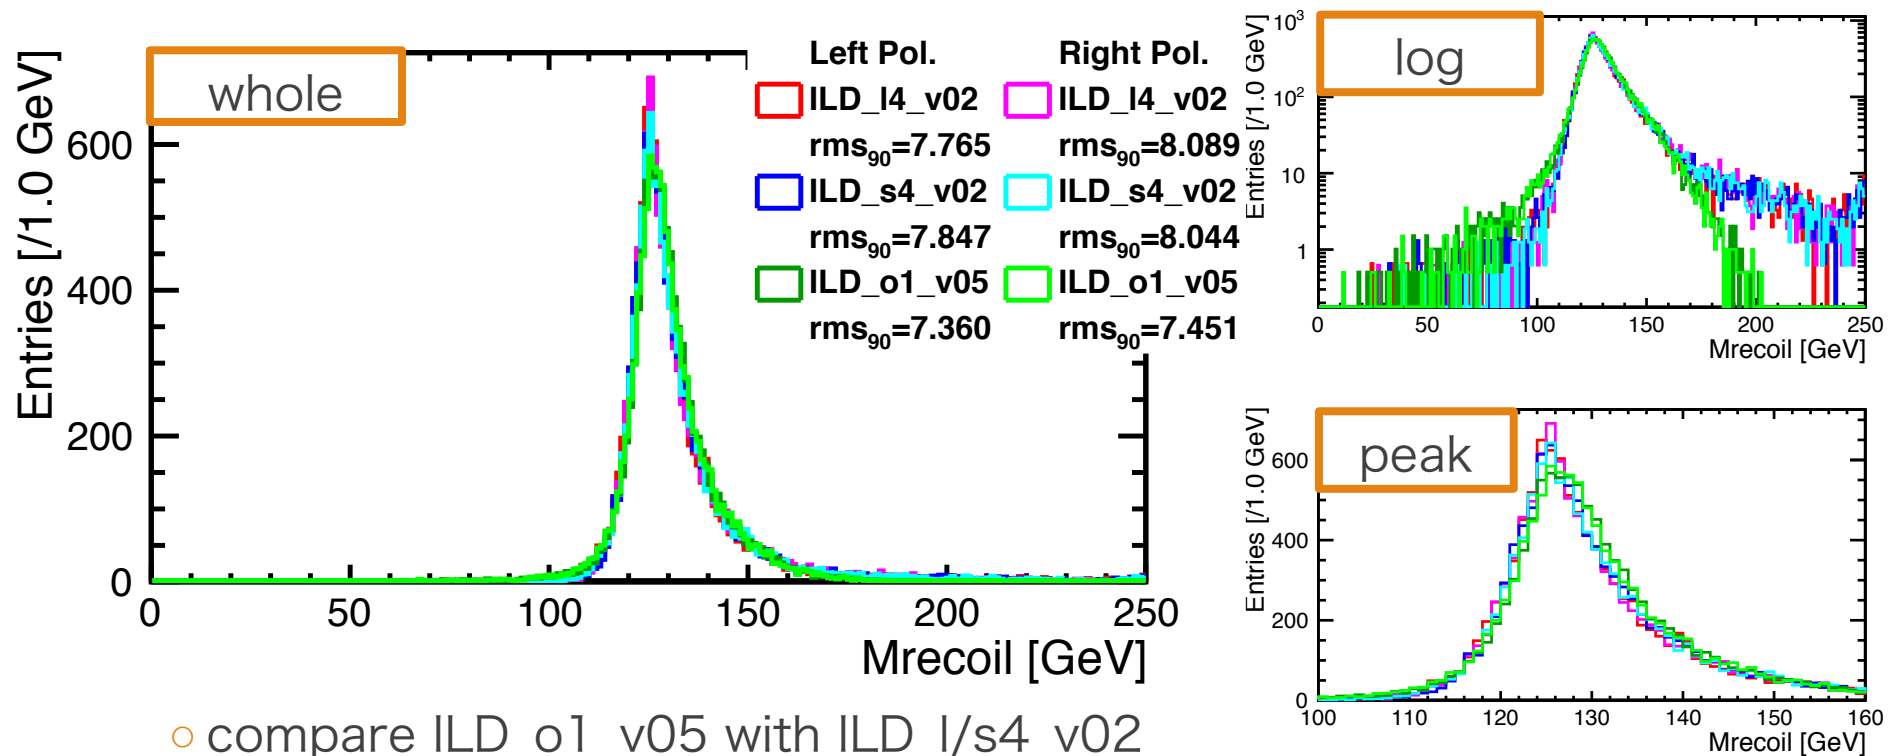 whole
Entries [/1.0 GeV]
600
400
200
0
0 50 100 150 200 250
Mrecoil [GeV]
Left Pol. Right Pol.
ILD_l4_v02 ILD_l4_v02
rms90=7.765 rms90=8.089
ILD_s4_v02 ILD_s4_v02
rms90=7.847 rms90=8.044
ILD_o1_v05 ILD_o1_v05
rms90=7.360 rms90=7.451
log
Entries [/1.0 GeV]
10^3
10^2
10
1
0 50 100 150 200 250
Mrecoil [GeV]
peak
Entries [/1.0 GeV]
600
400
200
0
100 110 120 130 140 150 160
Mrecoil [GeV]
○ compare ILD_o1_v05 with ILD_l/s4_v02